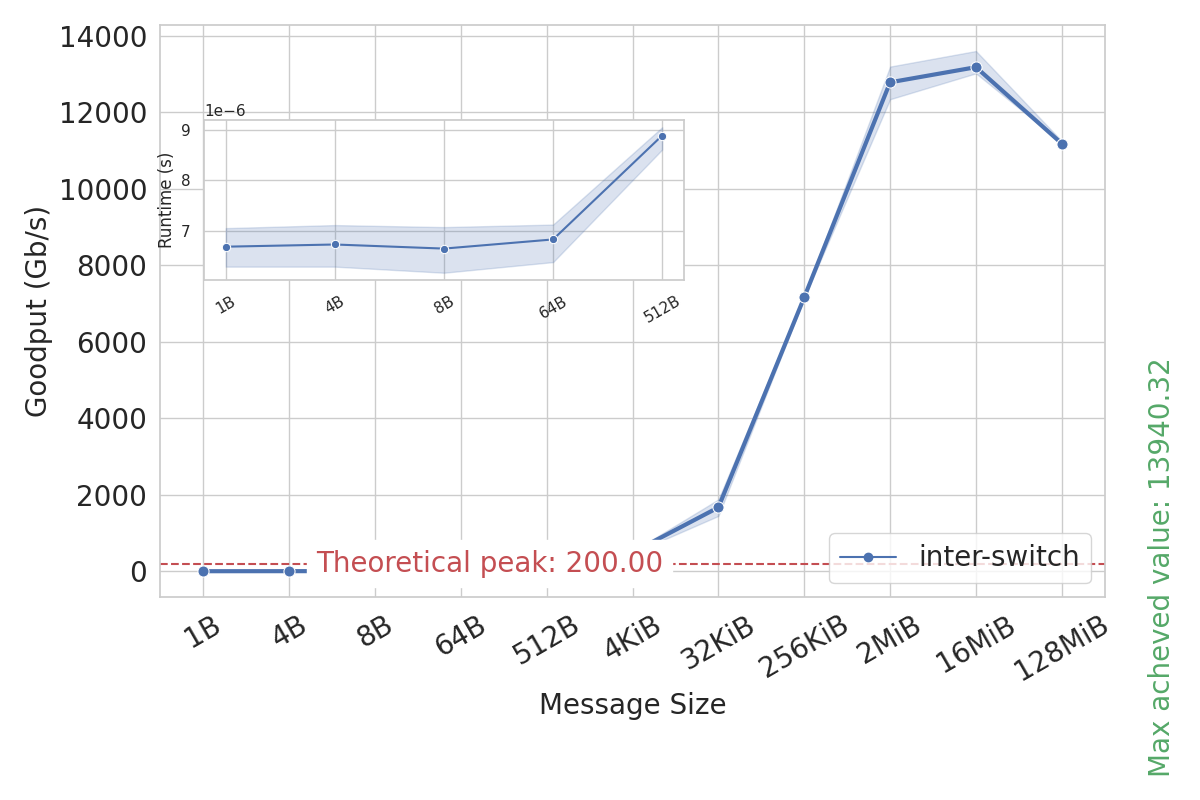 14000
12000
10000
8000
6000
4000
2000
0
Goodput (Gb/s)
1e−6
9
8
7
Runtime (s)
1B
4B
8B
64B
512B
Theoretical peak: 200.00
inter-switch
1B
4B
8B
64B
512B
4KiB
32KiB
256KiB
2MiB
16MiB
128MiB
Message Size
Max acheved value: 13940.32